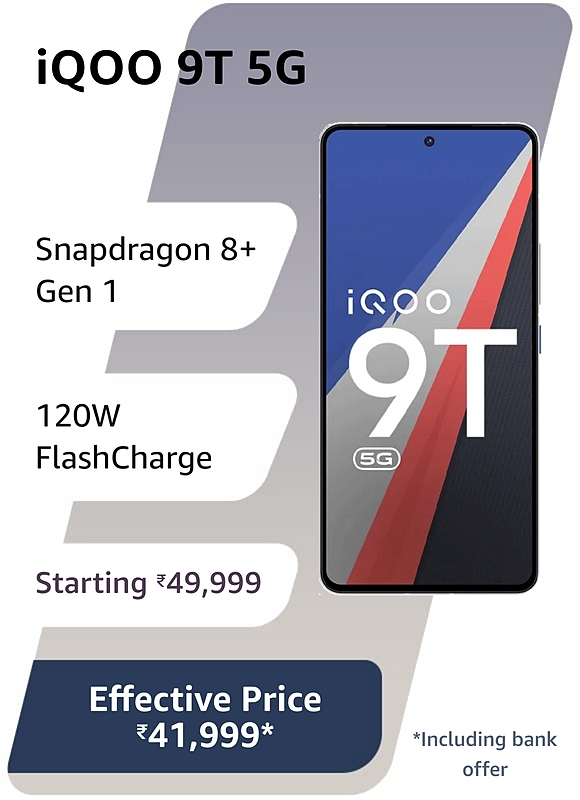 iQOO 9T 5G
Snapdragon 8+
Gen 1
120W
FlashCharge
Starting ₹49,999
Effective Price
₹41,999*
iQOO
9T
5G
*Including bank
offer